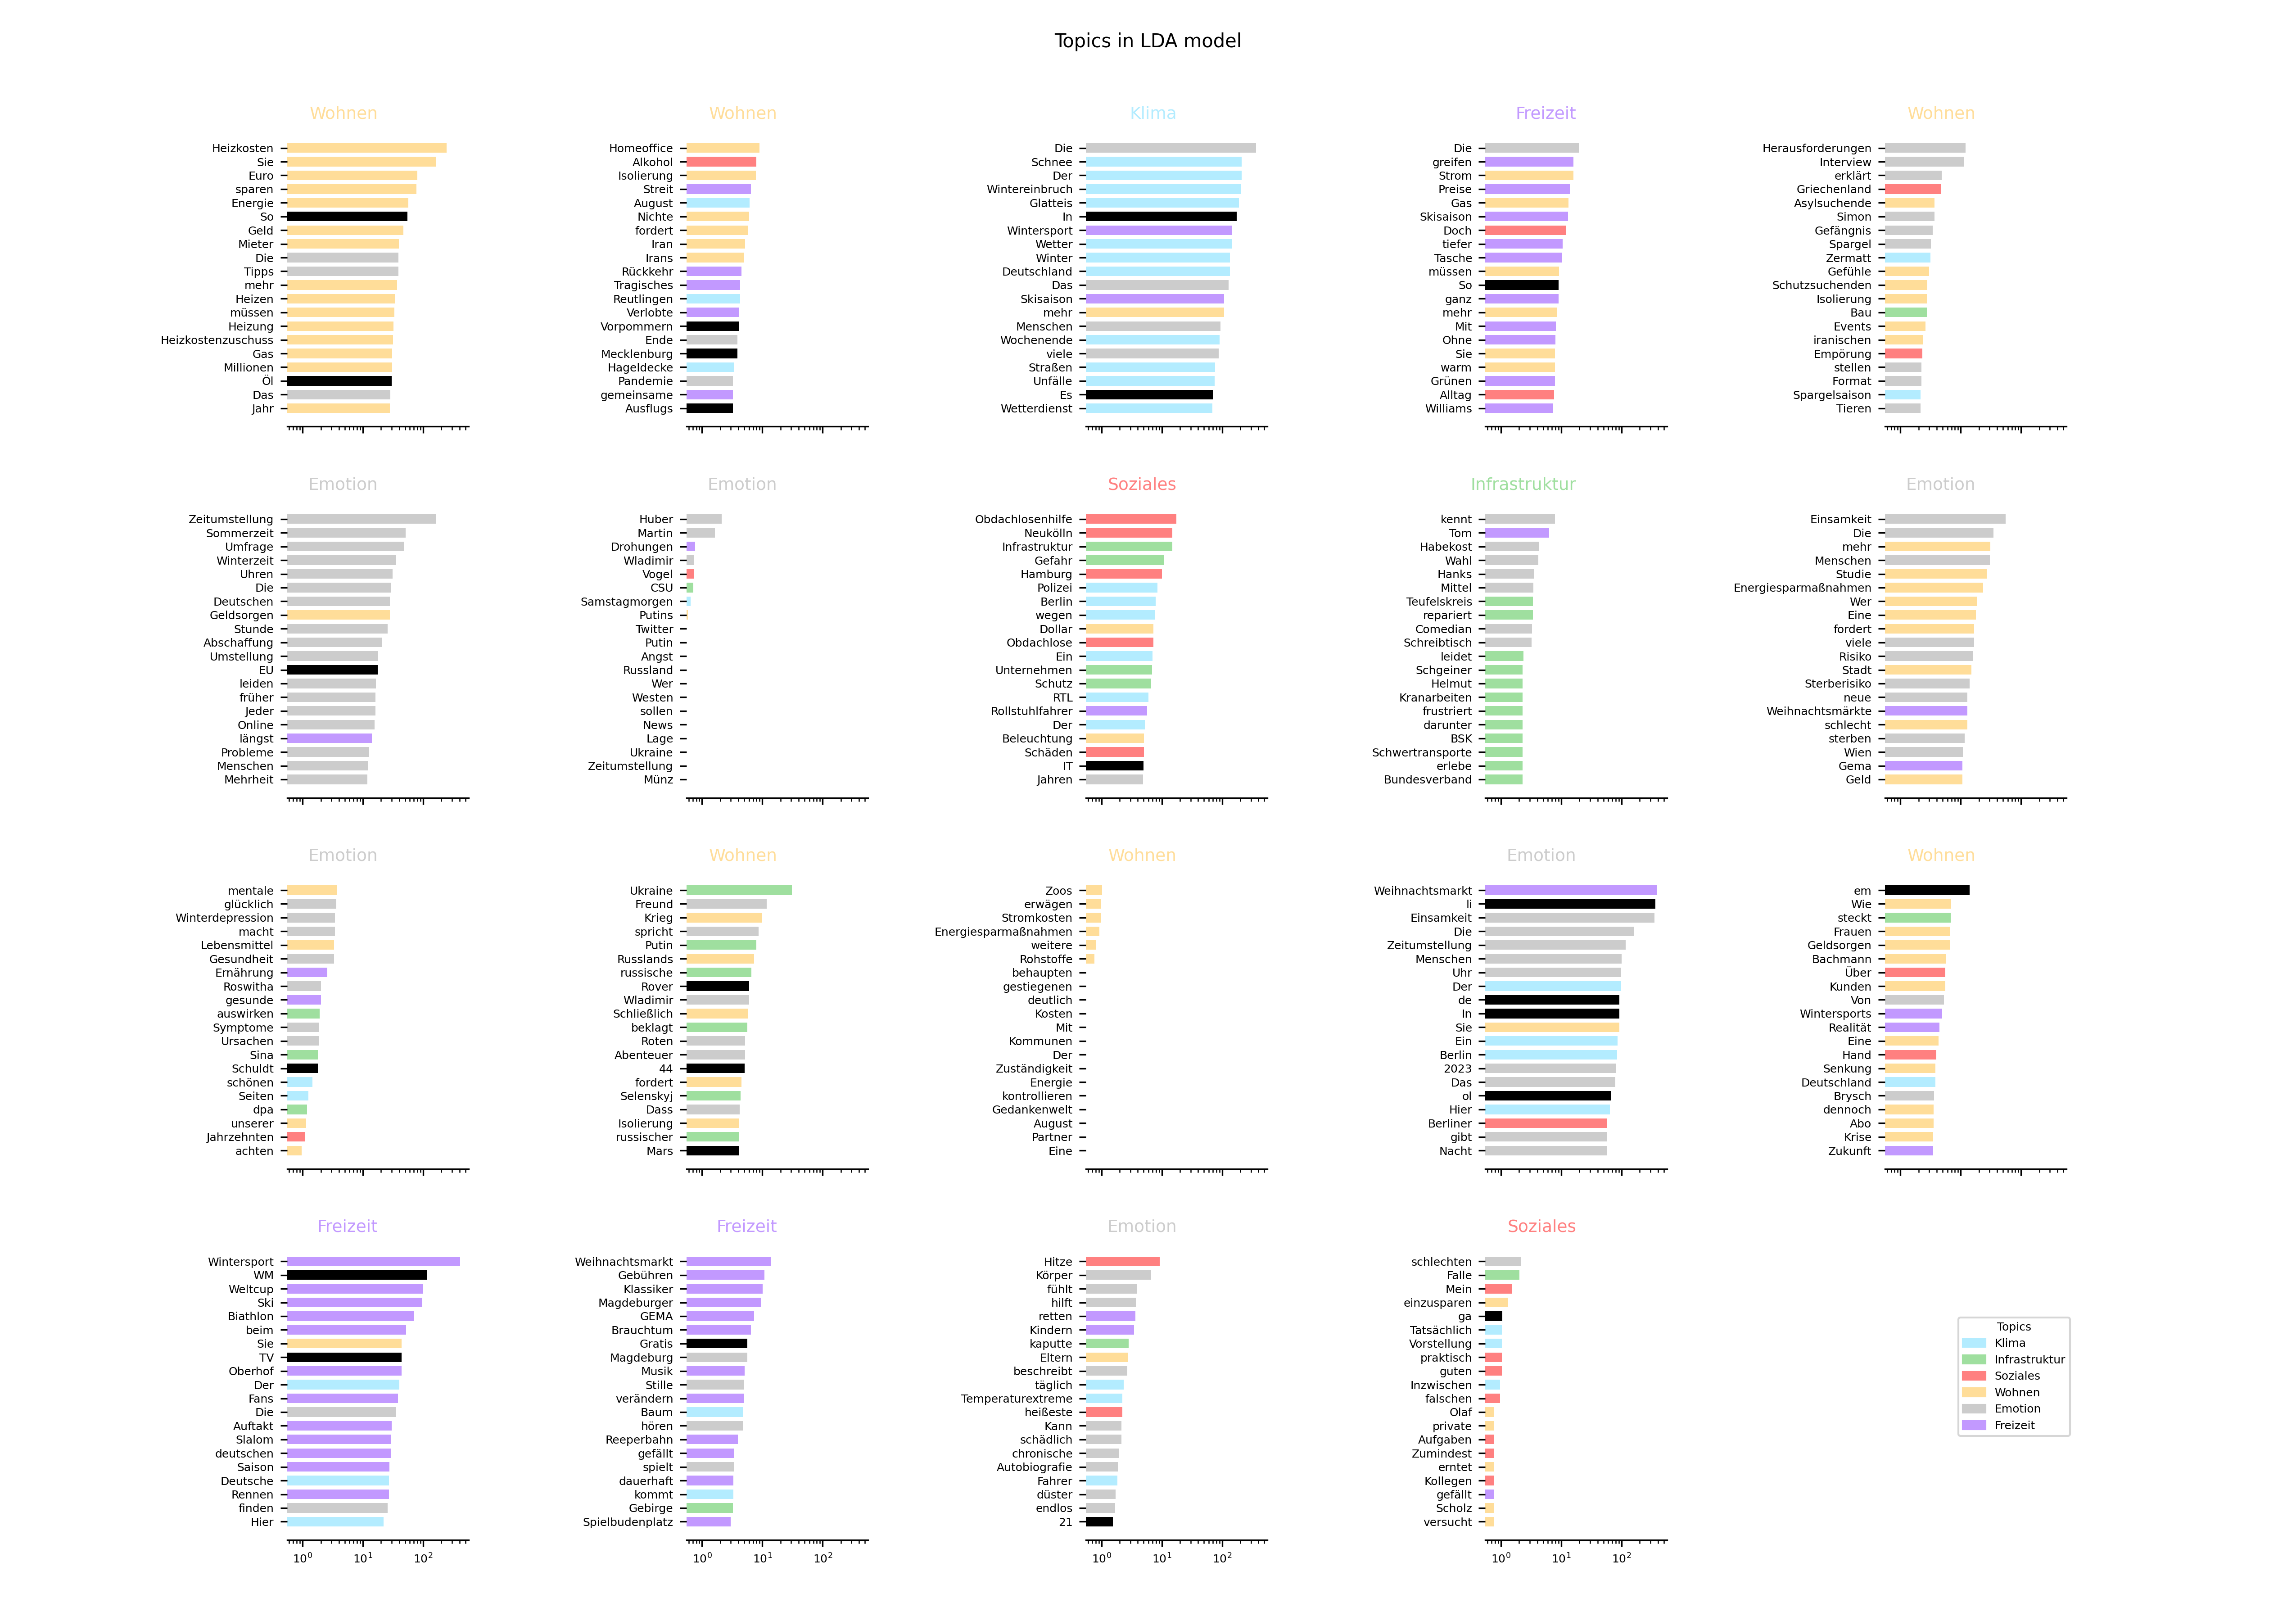 Topics in LDA model
Wohnen
Heizkosten
Sie
Euro
sparen
Energie
So
Geld
Mieter
Die
Tipps
mehr
Heizen
müssen
Heizung
Heizkostenzuschuss
Gas
Millionen
Öl
Das
Jahr
Wohnen
Homeoffice
Alkohol
Isolierung
Streit
August
Nichte
fordert
Iran
Irans
Rückkehr
Tragisches
Reutlingen
Verlobte
Vorpommern
Ende
Mecklenburg
Hageldecke
Pandemie
gemeinsame
Ausflugs
Klima
Die
Schnee
Der
Wintereinbruch
Glatteis
In
Wintersport
Wetter
Winter
Deutschland
Das
Skisaison
mehr
Menschen
Wochenende
viele
Straßen
Unfälle
Es
Wetterdienst
Freizeit
Die
greifen
Strom
Preise
Gas
Skisaison
Doch
tiefer
Tasche
müssen
So
ganz
mehr
Mit
Ohne
Sie
warm
Grünen
Alltag
Williams
Wohnen
Herausforderungen
Interview
erklärt
Griechenland
Asylsuchende
Simon
Gefängnis
Spargel
Zermatt
Gefühle
Schutzsuchenden
Isolierung
Bau
Events
iranischen
Empörung
stellen
Format
Spargelsaison
Tieren
Emotion
Zeitumstellung
Sommerzeit
Umfrage
Winterzeit
Uhren
Die
Deutschen
Geldsorgen
Stunde
Abschaffung
Umstellung
EU
leiden
früher
Jeder
Online
längst
Probleme
Menschen
Mehrheit
Emotion
Huber
Martin
Drohungen
Wladimir
Vogel
CSU
Samstagmorgen
Putins
Twitter
Putin
Angst
Russland
Wer
Westen
sollen
News
Lage
Ukraine
Zeitumstellung
Münz
Soziales
Obdachlosenhilfe
Neukölln
Infrastruktur
Gefahr
Hamburg
Polizei
Berlin
wegen
Dollar
Obdachlose
Ein
Unternehmen
Schutz
RTL
Rollstuhlfahrer
Der
Beleuchtung
Schäden
IT
Jahren
Infrastruktur
kennt
Tom
Habekost
Wahl
Hanks
Mittel
Teufelskreis
repariert
Comedian
Schreibtisch
leidet
Schgeiner
Helmut
Kranarbeiten
frustriert
darunter
BSK
Schwertransporte
erlebe
Bundesverband
Emotion
Einsamkeit
Die
mehr
Menschen
Studie
Energiesparmaßnahmen
Wer
Eine
fordert
viele
Risiko
Stadt
Sterberisiko
neue
Weihnachtsmärkte
schlecht
sterben
Wien
Gema
Geld
Emotion
mentale
glücklich
Winterdepression
macht
Lebensmittel
Gesundheit
Ernährung
Roswitha
gesunde
auswirken
Symptome
Ursachen
Sina
Schuldt
schönen
Seiten
dpa
unserer
Jahrzehnten
achten
Wohnen
Ukraine
Freund
Krieg
spricht
Putin
Russlands
russische
Rover
Wladimir
Schließlich
beklagt
Roten
Abenteuer
44
fordert
Selenskyj
Dass
Isolierung
russischer
Mars
Wohnen
Zoos
erwägen
Stromkosten
Energiesparmaßnahmen
weitere
Rohstoffe
behaupten
gestiegenen
deutlich
Kosten
Mit
Kommunen
Der
Zuständigkeit
Energie
kontrollieren
Gedankenwelt
August
Partner
Eine
Emotion
Weihnachtsmarkt
li
Einsamkeit
Die
Zeitumstellung
Menschen
Uhr
Der
de
In
Sie
Ein
Berlin
2023
Das
ol
Hier
Berliner
gibt
Nacht
Wohnen
em
Wie
steckt
Frauen
Geldsorgen
Bachmann
Über
Kunden
Von
Wintersports
Realität
Eine
Hand
Senkung
Deutschland
Brysch
dennoch
Abo
Krise
Zukunft
Freizeit
Wintersport
WM
Weltcup
Ski
Biathlon
beim
Sie
TV
Oberhof
Der
Fans
Die
Auftakt
Slalom
deutschen
Saison
Deutsche
Rennen
finden
Hier
10⁰ 10¹ 10²
Freizeit
Weihnachtsmarkt
Gebühren
Klassiker
Magdeburger
GEMA
Brauchtum
Gratis
Magdeburg
Musik
Stille
verändern
Baum
hören
Reeperbahn
gefällt
spielt
dauerhaft
kommt
Gebirge
Spielbudenplatz
10⁰ 10¹ 10²
Emotion
Hitze
Körper
fühlt
hilft
retten
Kindern
kaputte
Eltern
beschreibt
täglich
Temperaturextreme
heißeste
Kann
schädlich
chronische
Autobiografie
Fahrer
düster
endlos
21
10⁰ 10¹ 10²
Soziales
schlechten
Falle
Mein
einzusparen
ga
Tatsächlich
Vorstellung
praktisch
guten
Inzwischen
falschen
Olaf
private
Aufgaben
Zumindest
erntet
Kollegen
gefällt
Scholz
versucht
10⁰ 10¹ 10²
Topics
Klima
Infrastruktur
Soziales
Wohnen
Emotion
Freizeit